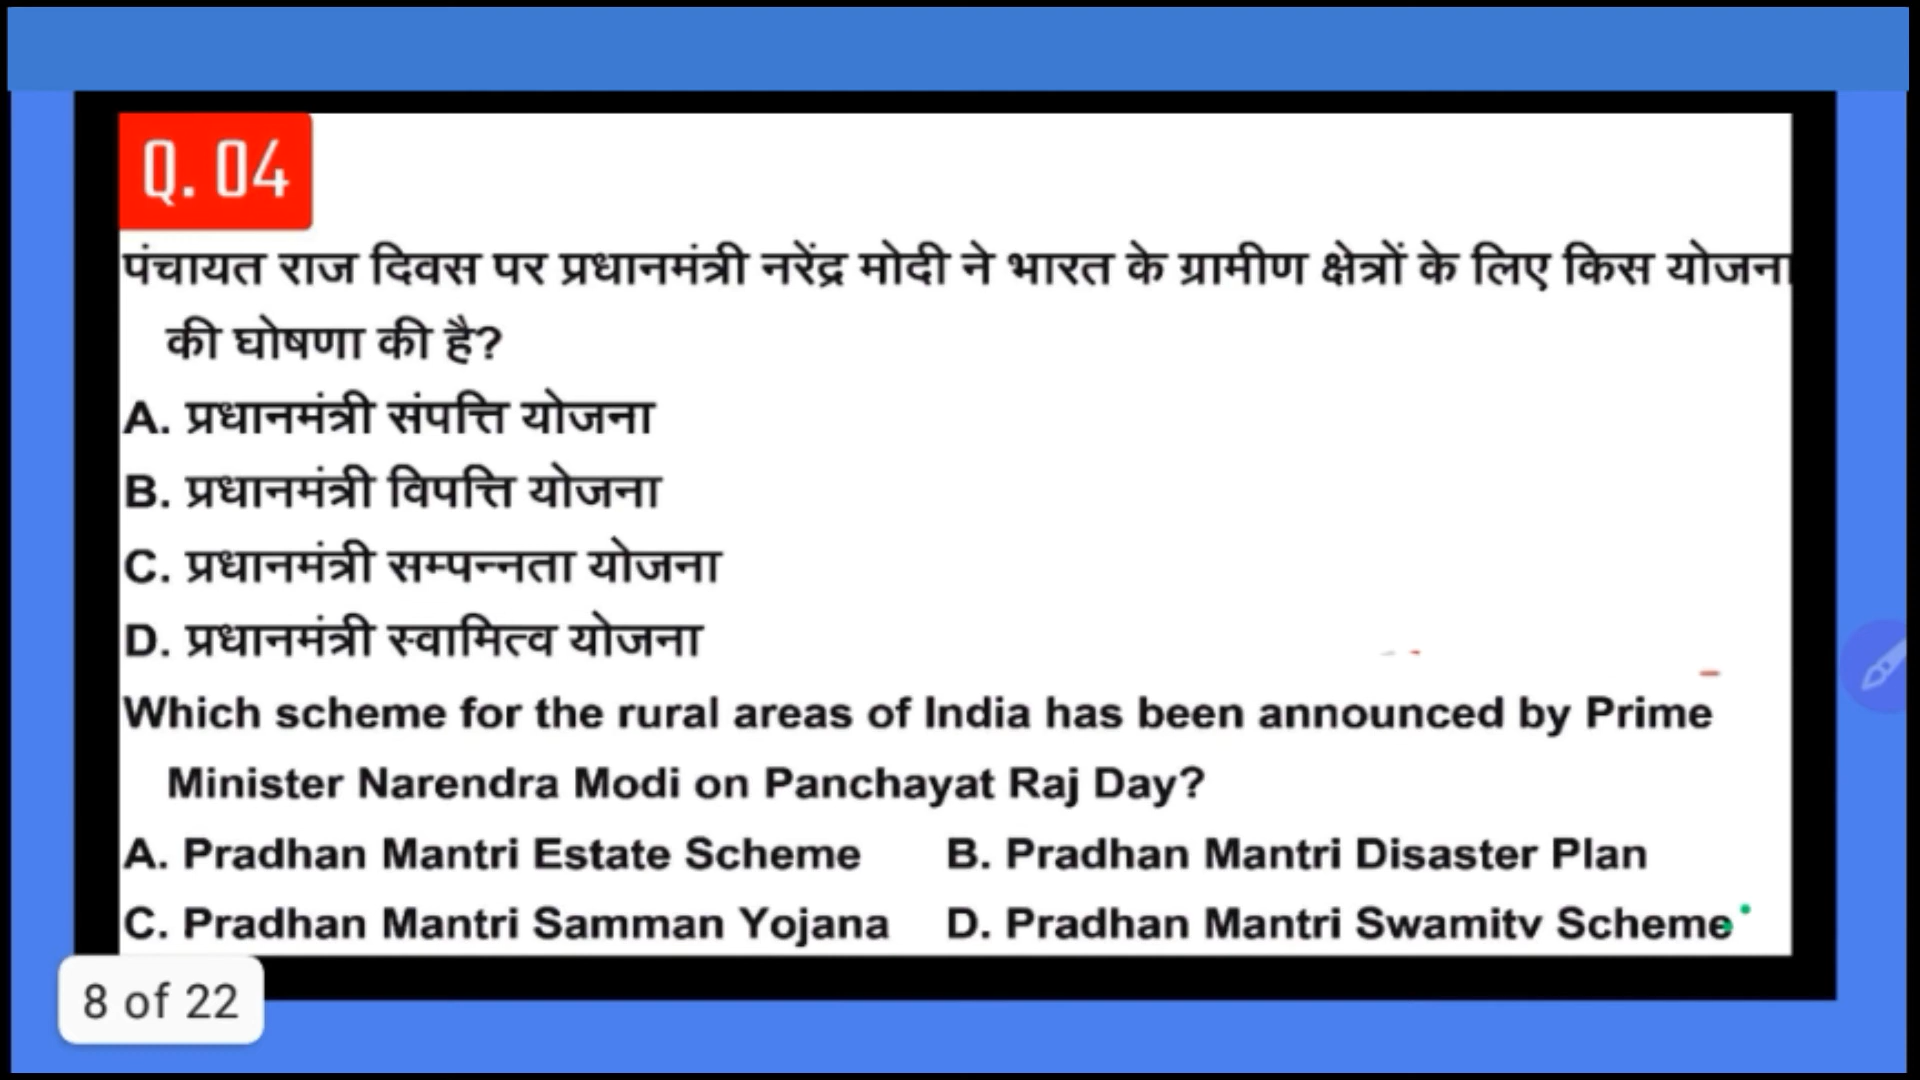 Q. 04
पंचायत राज दिवस पर प्रधानमंत्री नरेंद्र मोदी ने भारत के ग्रामीण क्षेत्रों के लिए किस योजना
की घोषणा की है?
A. प्रधानमंत्री संपत्ति योजना
B. प्रधानमंत्री विपत्ति योजना
C. प्रधानमंत्री सम्पन्नता योजना
D. प्रधानमंत्री स्वामित्व योजना
Which scheme for the rural areas of India has been announced by Prime
Minister Narendra Modi on Panchayat Raj Day?
A. Pradhan Mantri Estate Scheme B. Pradhan Mantri Disaster Plan
C. Pradhan Mantri Samman Yojana D. Pradhan Mantri Swamitv Scheme
8 of 22